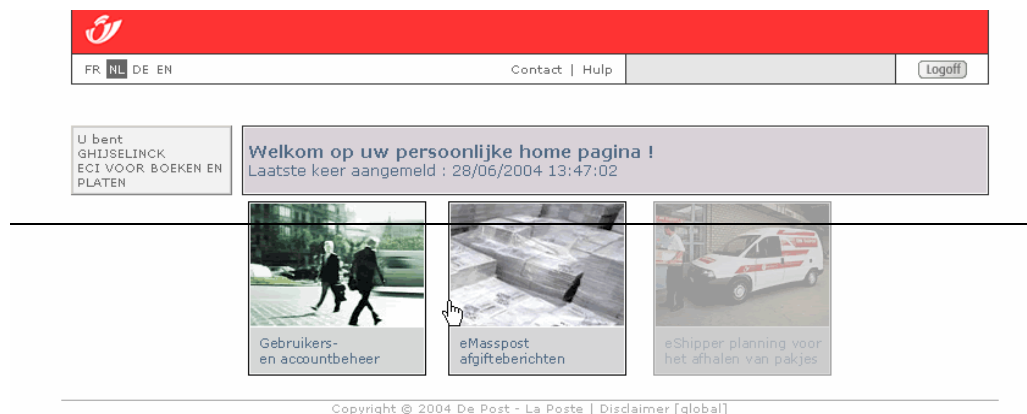 FR NL DE EN
Contact | Hulp
Logoff
U bent
GHIJSELINCK
ECI VOOR BOEKEN EN
PLATEN
Welkom op uw persoonlijke home pagina !
Laatste keer aangemeld : 28/06/2004 13:47:02
Gebruikers-
en accountbeheer
eMasspost
afgifteberichten
eShipper planning voor
het afhalen van pakjes
Copyright © 2004 De Post - La Poste | Disclaimer [global]